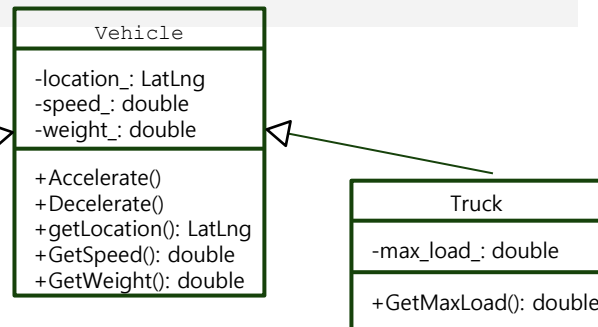 Vehicle
-location_: LatLng
-speed_: double
-weight_: double
+Accelerate()
+Decelerate()
+getLocation(): LatLng
+GetSpeed(): double
+GetWeight(): double
Truck
-max_load_: double
+GetMaxLoad(): double